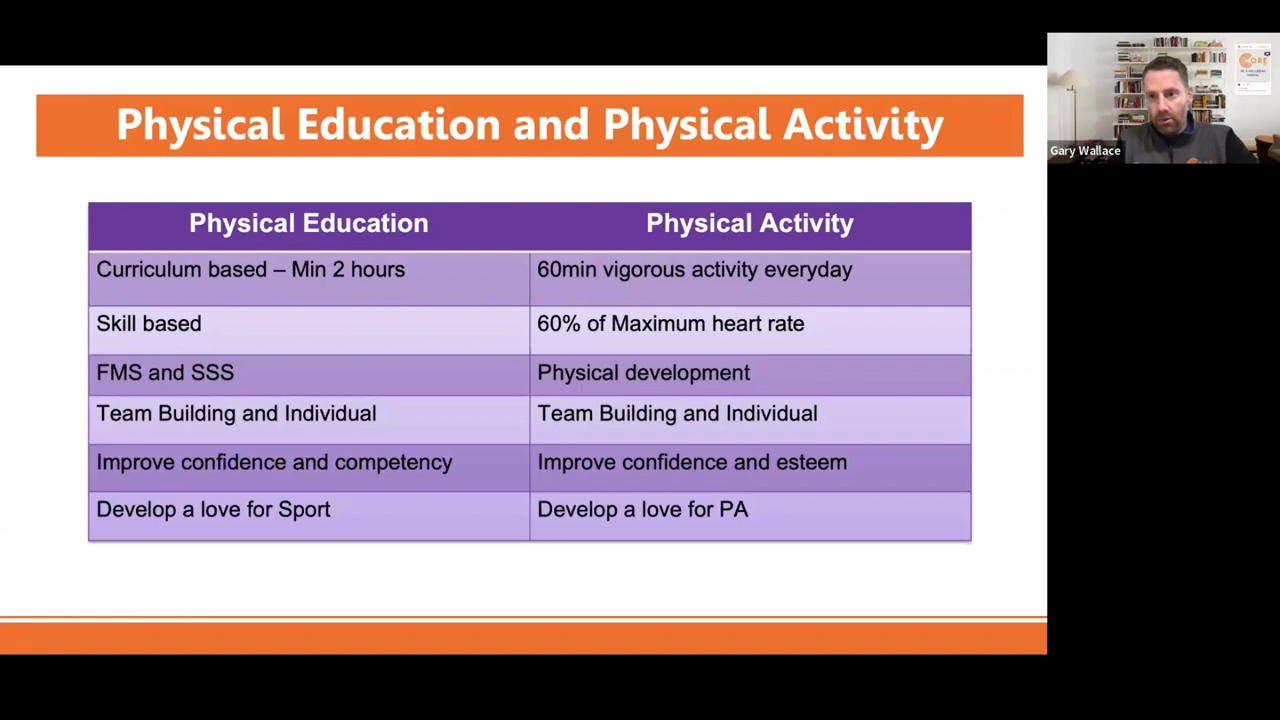 Physical Education and Physical Activity
Physical Education
Physical Activity
Curriculum based – Min 2 hours
60min vigorous activity everyday
Skill based
60% of Maximum heart rate
FMS and SSS
Physical development
Team Building and Individual
Team Building and Individual
Improve confidence and competency
Improve confidence and esteem
Develop a love for Sport
Develop a love for PA
CORE
Gary Wallace